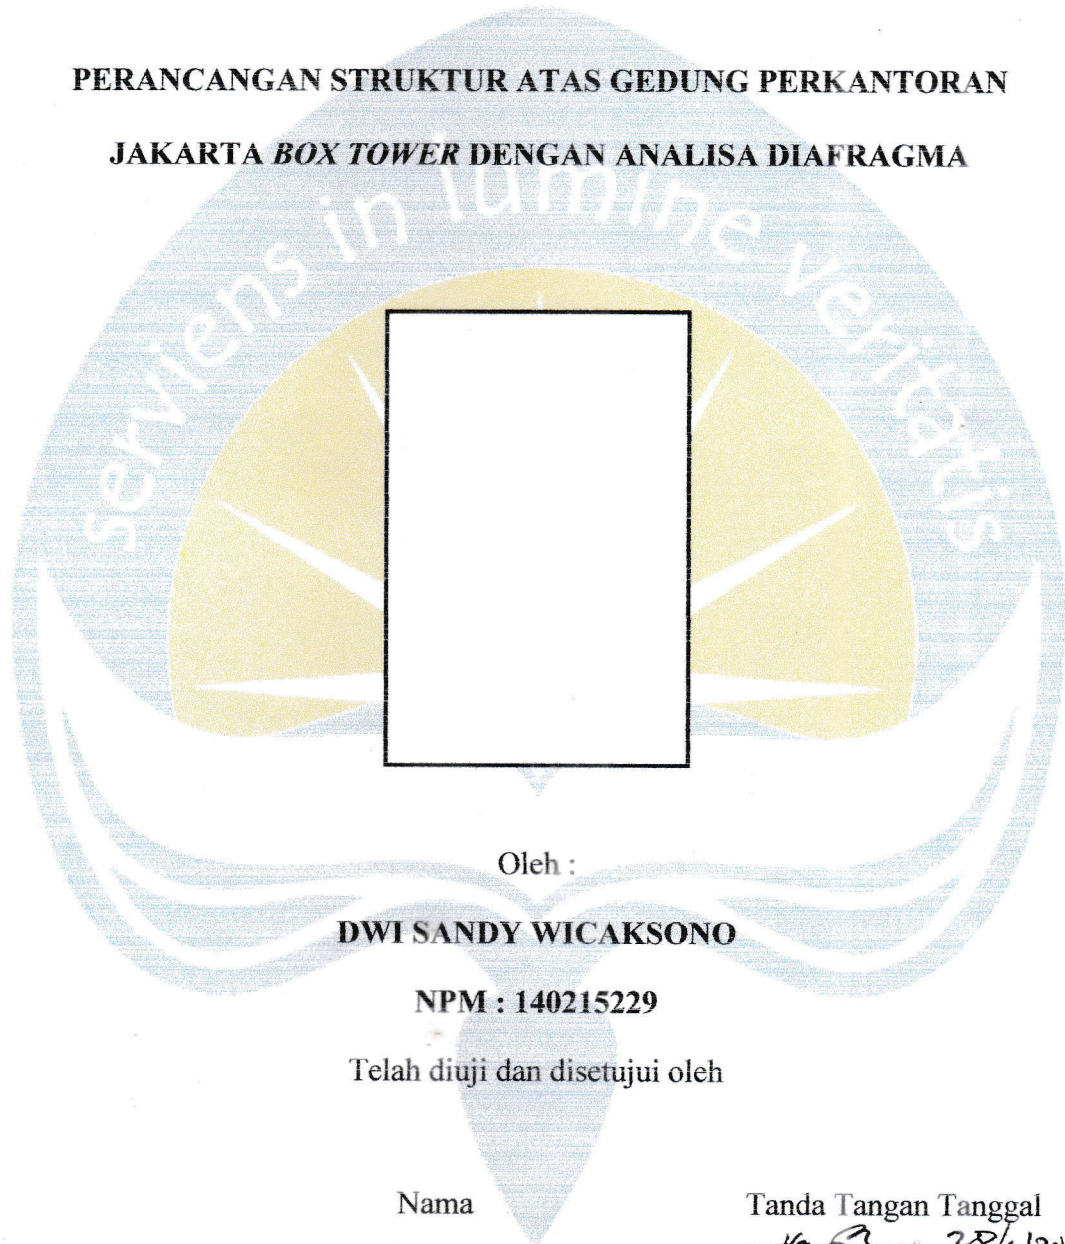 PERANCANGAN STRUKTUR ATAS GEDUNG PERKANTORAN
JAKARTA BOX TOWER DENGAN ANALISA DIAFRAGMA
serviens in lumine veritatis
Oleh :
DWI SANDY WICAKSONO
NPM : 140215229
Telah diuji dan disetujui oleh
Nama Tanda Tangan Tanggal